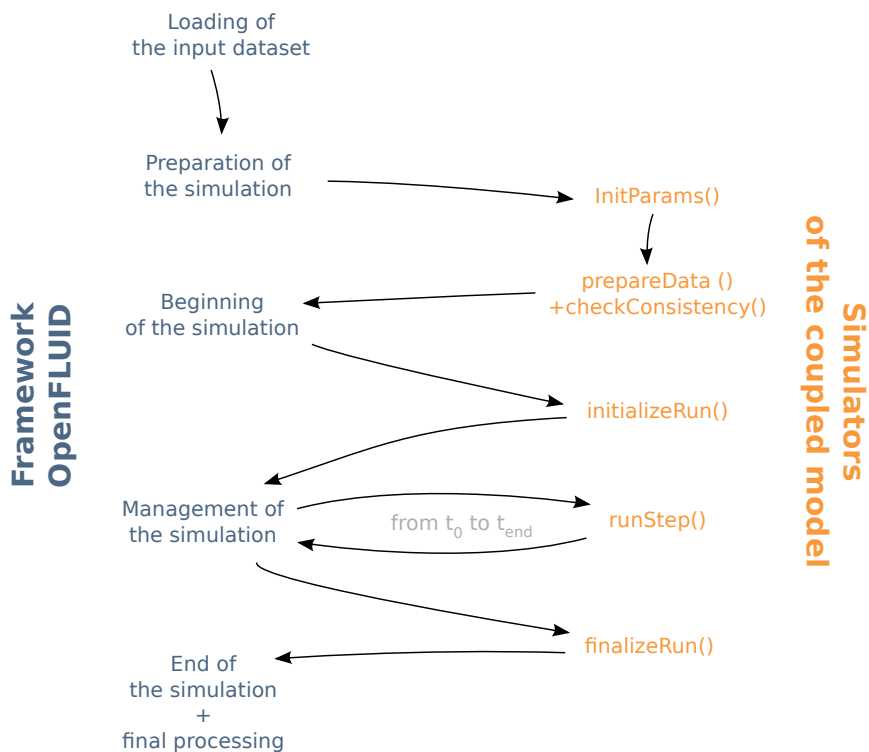 Loading of
the input dataset
Preparation of
the simulation
InitParams()
prepareData ()
+checkConsistency()
Beginning
of the simulation
initializeRun()
Management of
the simulation
from t0 to tend
runStep()
finalizeRun()
End of
the simulation
+
final processing
Framework
OpenFLUID
Simulators
of the coupled model